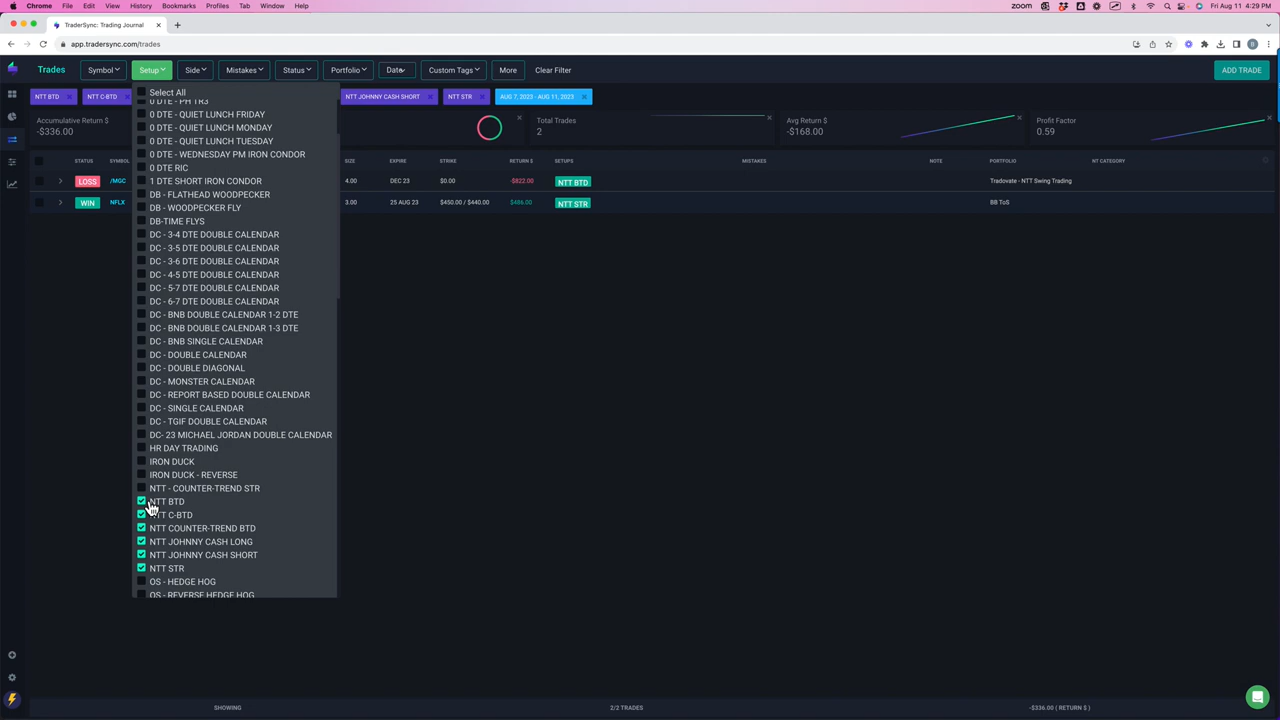 Chrome File Edit View History Bookmarks Profiles Tab Window Help zoom Fri Aug 11 4:29 PM
TraderSync: Trading Journal
app.tradersync.com/trades
Trades Symbol Setup Side Mistakes Status Portfolio Date Custom Tags More Clear Filter ADD TRADE
NTT BTD × NTT C-BTD × NTT JOHNNY CASH SHORT × NTT STR × AUG 7, 2023 - AUG 11, 2023 ×
Select All
Accumulative Return $ Total Trades Avg Return $ Profit Factor
-$336.00 2 -$168.00 0.59
STATUS SYMBOL SIZE EXPIRE STRIKE RETURN $ SETUPS MISTAKES NOTE PORTFOLIO NT CATEGORY
LOSS /MGC 4.00 DEC 23 $0.00 -$822.00 NTT BTD Tradovate - NTT Swing Trading
WIN NFLX 3.00 25 AUG 23 $450.00 / $440.00 $486.00 NTT STR BB ToS
0 DTE - PH TR3
0 DTE - QUIET LUNCH FRIDAY
0 DTE - QUIET LUNCH MONDAY
0 DTE - QUIET LUNCH TUESDAY
0 DTE - WEDNESDAY PM IRON CONDOR
0 DTE RIC
1 DTE SHORT IRON CONDOR
DB - FLATHEAD WOODPECKER
DB - WOODPECKER FLY
DB-TIME FLYS
DC - 3-4 DTE DOUBLE CALENDAR
DC - 3-5 DTE DOUBLE CALENDAR
DC - 3-6 DTE DOUBLE CALENDAR
DC - 4-5 DTE DOUBLE CALENDAR
DC - 5-7 DTE DOUBLE CALENDAR
DC - 6-7 DTE DOUBLE CALENDAR
DC - BNB DOUBLE CALENDAR 1-2 DTE
DC - BNB DOUBLE CALENDAR 1-3 DTE
DC - BNB SINGLE CALENDAR
DC - DOUBLE CALENDAR
DC - DOUBLE DIAGONAL
DC - MONSTER CALENDAR
DC - REPORT BASED DOUBLE CALENDAR
DC - SINGLE CALENDAR
DC - TGIF DOUBLE CALENDAR
DC- 23 MICHAEL JORDAN DOUBLE CALENDAR
HR DAY TRADING
IRON DUCK
IRON DUCK - REVERSE
NTT - COUNTER-TREND STR
NTT BTD
NTT C-BTD
NTT COUNTER-TREND BTD
NTT JOHNNY CASH LONG
NTT JOHNNY CASH SHORT
NTT STR
OS - HEDGE HOG
OS - REVERSE HEDGE HOG
SHOWING 2/2 TRADES -$336.00 ( RETURN $ )